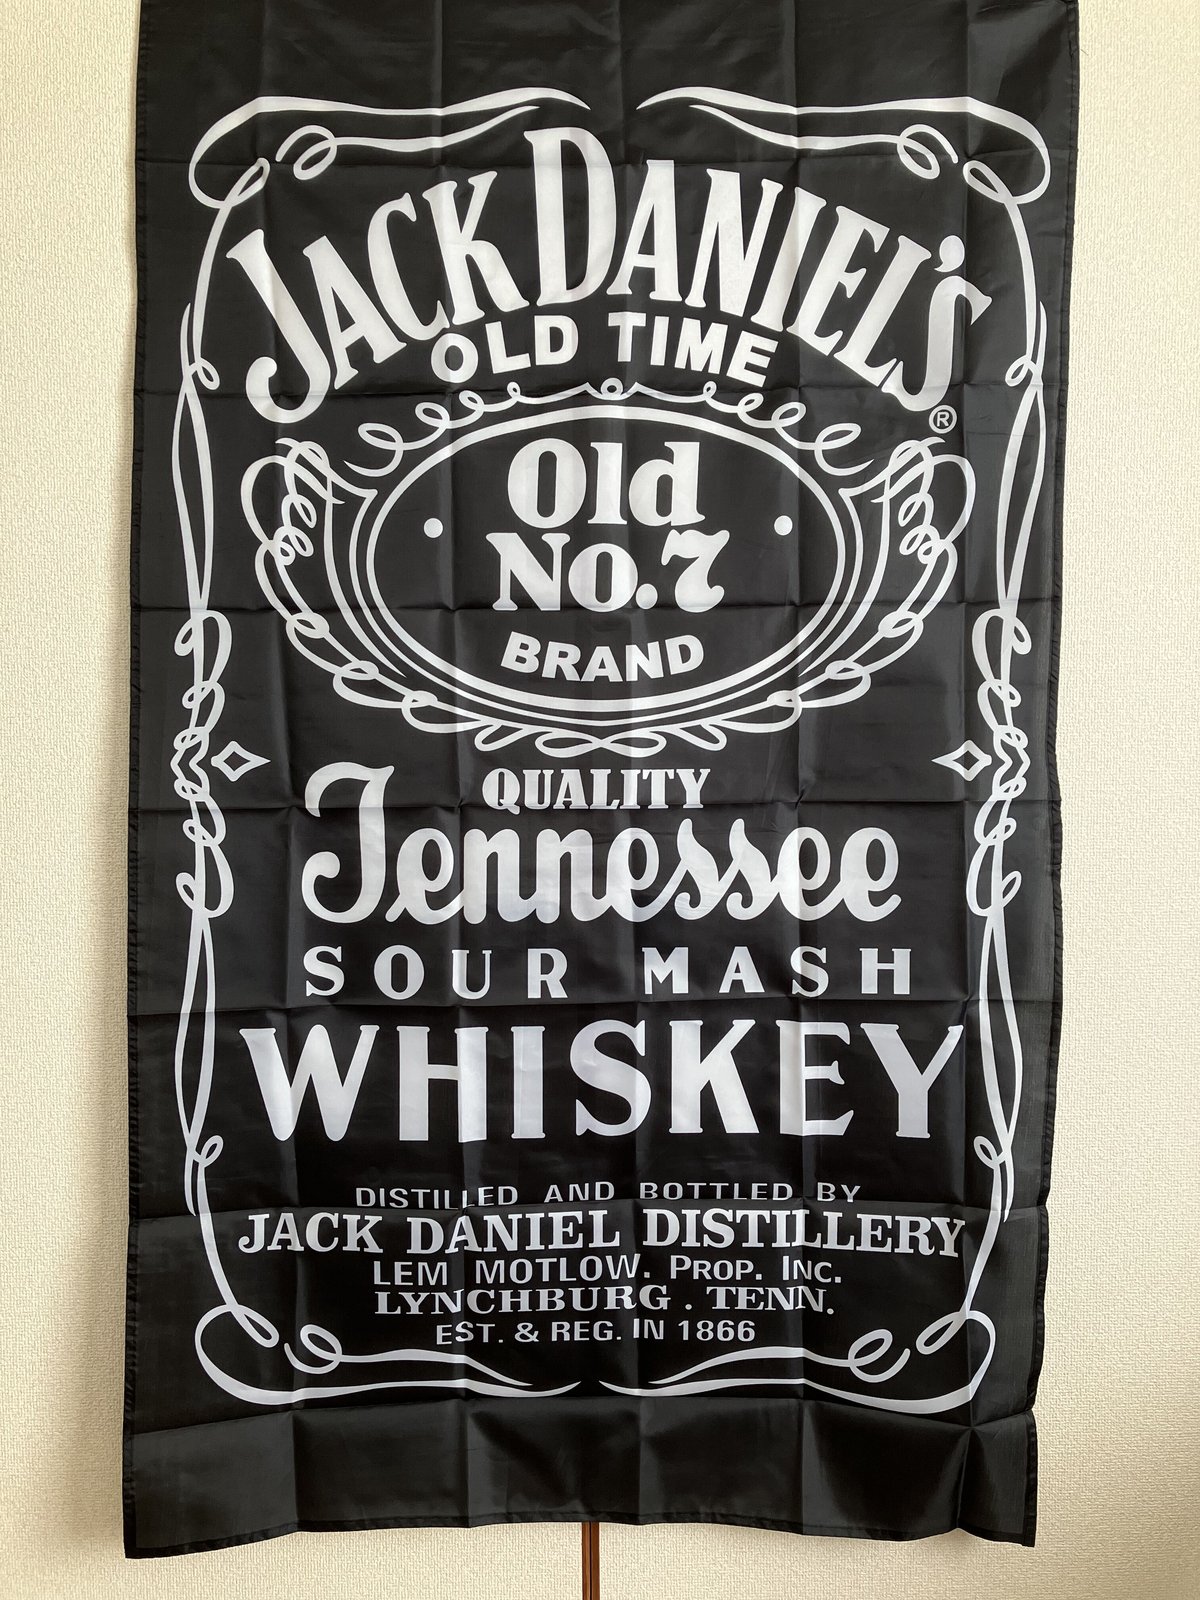 JACK DANIEL'S
®
OLD TIME
Old
No.7
BRAND
QUALITY
Tennessee
SOUR MASH
WHISKEY
DISTILLED AND BOTTLED BY
JACK DANIEL DISTILLERY
LEM MOTLOW. PROP. INC.
LYNCHBURG . TENN.
EST. & REG. IN 1866